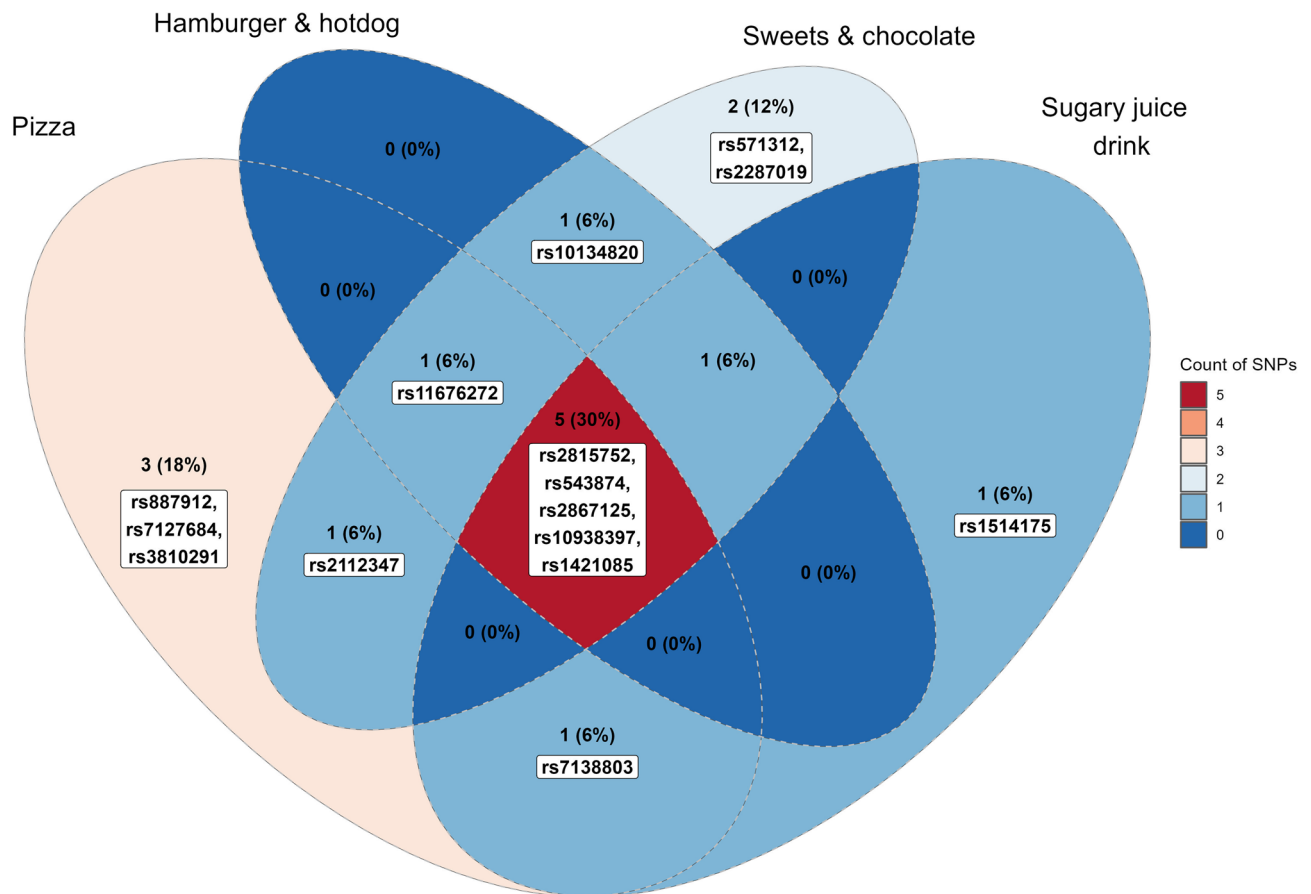 Hamburger & hotdog
Sweets & chocolate
Pizza
Sugary juice
drink
2 (12%)
rs571312,
rs2287019
0 (0%)
1 (6%)
rs10134820
0 (0%)
0 (0%)
1 (6%)
rs11676272
1 (6%)
5 (30%)
rs2815752,
rs543874,
rs2867125,
rs10938397,
rs1421085
3 (18%)
rs887912,
rs7127684,
rs3810291
1 (6%)
rs2112347
1 (6%)
rs1514175
0 (0%)
0 (0%)
0 (0%)
1 (6%)
rs7138803
Count of SNPs
5
4
3
2
1
0